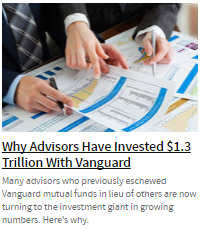 Why Advisors Have Invested $1.3
Trillion With Vanguard
Many advisors who previously eschewed
Vanguard mutual funds in lieu of others are now
turning to the investment giant in growing
numbers. Here's why.